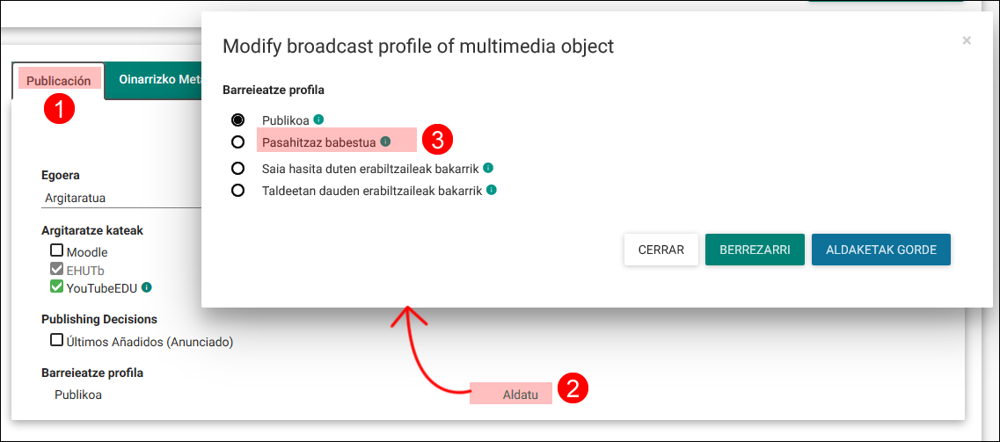 Modify broadcast profile of multimedia object
×
Barreieatze profila
Publikoa
Pasahitzaz babestua
3
Saia hasita duten erabiltzaileak bakarrik
Taldeetan dauden erabiltzaileak bakarrik
CERRAR
BERREZARRI
ALDAKETAK GORDE
Publicación
Oinarrizko Meta
1
Egoera
Argitaratua
Argitaratze kateak
Moodle
EHUTb
YouTubeEDU
Publishing Decisions
Últimos Añadidos (Anunciado)
Barreieatze profila
Publikoa
Aldatu
2